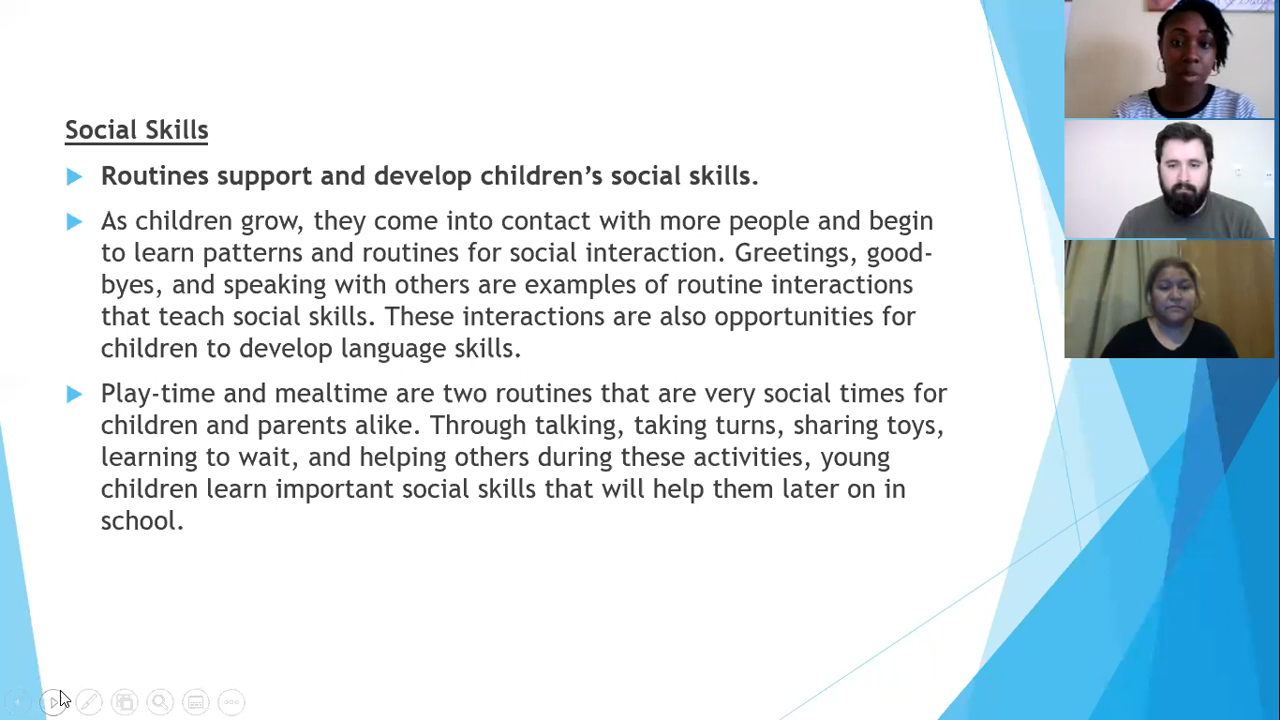 Social Skills
Routines support and develop children's social skills.
As children grow, they come into contact with more people and begin
to learn patterns and routines for social interaction. Greetings, good-
byes, and speaking with others are examples of routine interactions
that teach social skills. These interactions are also opportunities for
children to develop language skills.
Play-time and mealtime are two routines that are very social times for
children and parents alike. Through talking, taking turns, sharing toys,
learning to wait, and helping others during these activities, young
children learn important social skills that will help them later on in
school.